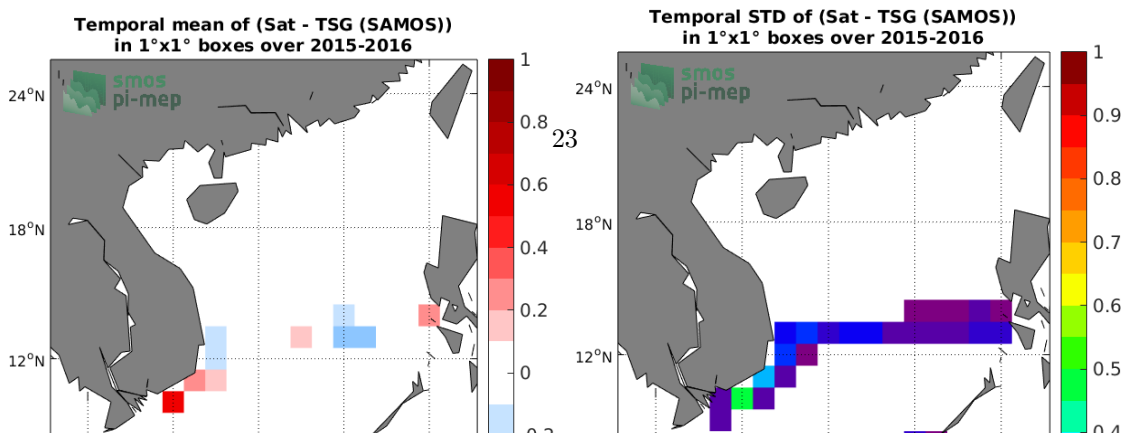 Temporal mean of (Sat - TSG (SAMOS))
in 1°x1° boxes over 2015-2016
smos
pi-mep
24°N
18°N
12°N
1
0.8
0.6
0.4
0.2
0
23
Temporal STD of (Sat - TSG (SAMOS))
in 1°x1° boxes over 2015-2016
smos
pi-mep
24°N
18°N
12°N
1
0.9
0.8
0.7
0.6
0.5
0.4